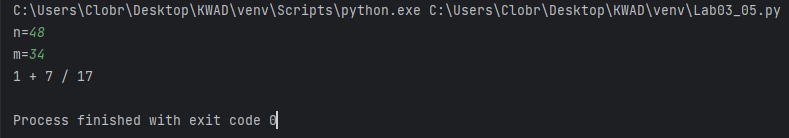 C:\Users\Clobr\Desktop\KWAD\venv\Scripts\python.exe C:\Users\Clobr\Desktop\KWAD\venv\Lab03_05.py
n=48
m=34
1 + 7 / 17
Process finished with exit code 0